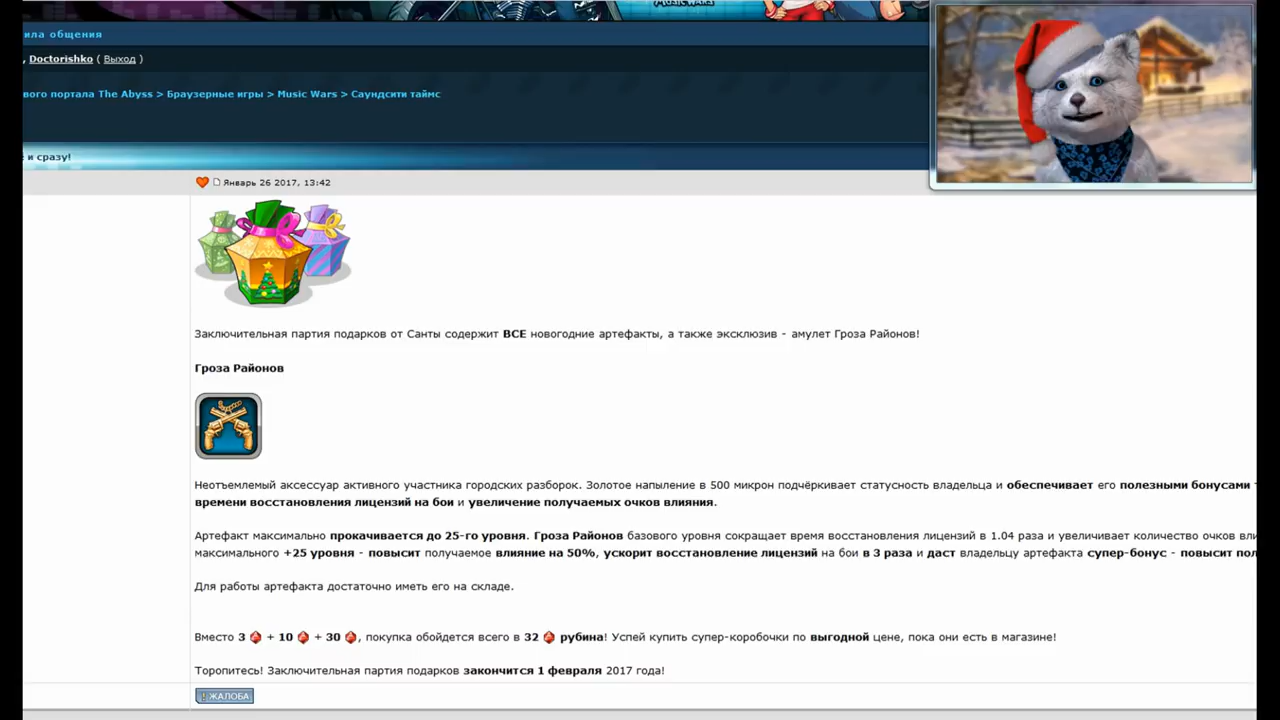 MUSICWARS
ила общения
, Doctorishko ( Выход )
вого портала The Abyss > Браузерные игры > Music Wars > Саундсити таймс
е и сразу!
Январь 26 2017, 13:42
Заключительная партия подарков от Санты содержит ВСЕ новогодние артефакты, а также эксклюзив - амулет Гроза Районов!
Гроза Районов
Неотъемлемый аксессуар активного участника городских разборок. Золотое напыление в 500 микрон подчёркивает статусность владельца и обеспечивает его полезными бонусами
времени восстановления лицензий на бои и увеличение получаемых очков влияния.
Артефакт максимально прокачивается до 25-го уровня. Гроза Районов базового уровня сокращает время восстановления лицензий в 1.04 раза и увеличивает количество очков вли
максимального +25 уровня - повысит получаемое влияние на 50%, ускорит восстановление лицензий на бои в 3 раза и даст владельцу артефакта супер-бонус - повысит пол
Для работы артефакта достаточно иметь его на складе.
Вместо 3 + 10 + 30 , покупка обойдется всего в 32 рубина! Успей купить супер-коробочки по выгодной цене, пока они есть в магазине!
Торопитесь! Заключительная партия подарков закончится 1 февраля 2017 года!
! ЖАЛОБА